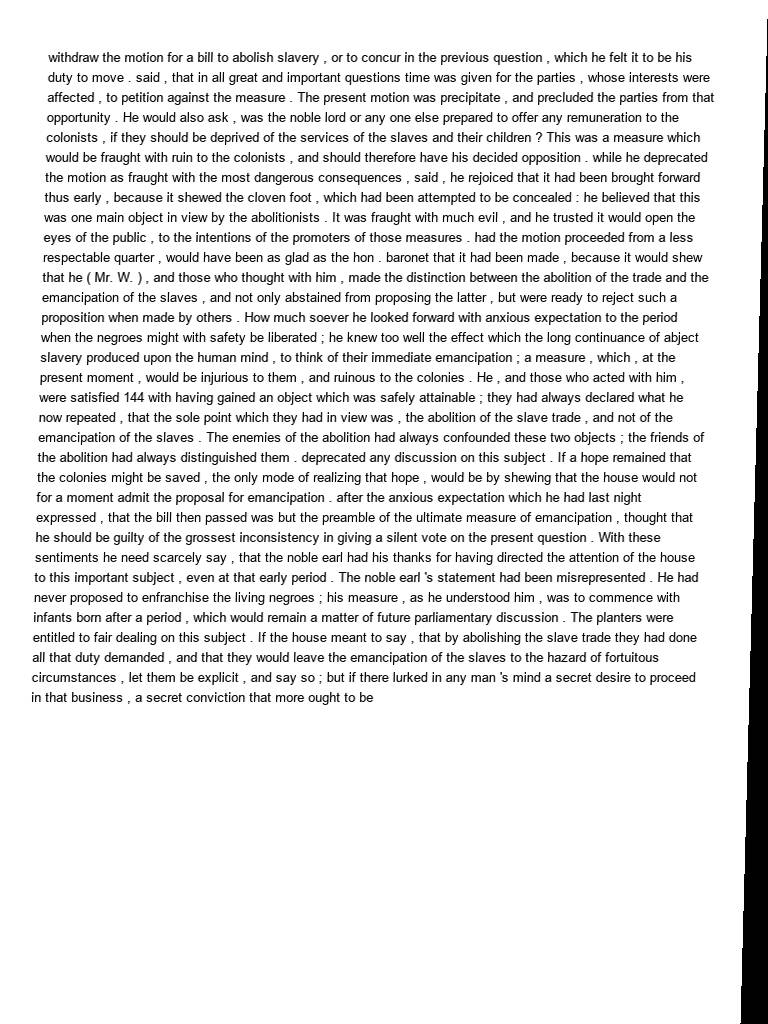 withdraw the motion for a bill to abolish slavery , or to concur in the previous question , which he felt it to be his
duty to move . said , that in all great and important questions time was given for the parties , whose interests were
affected , to petition against the measure . The present motion was precipitate , and precluded the parties from that
opportunity . He would also ask , was the noble lord or any one else prepared to offer any remuneration to the
colonists , if they should be deprived of the services of the slaves and their children ? This was a measure which
would be fraught with ruin to the colonists , and should therefore have his decided opposition . while he deprecated
the motion as fraught with the most dangerous consequences , said , he rejoiced that it had been brought forward
thus early , because it shewed the cloven foot , which had been attempted to be concealed : he believed that this
was one main object in view by the abolitionists . It was fraught with much evil , and he trusted it would open the
eyes of the public , to the intentions of the promoters of those measures . had the motion proceeded from a less
respectable quarter , would have been as glad as the hon . baronet that it had been made , because it would shew
that he ( Mr. W. ) , and those who thought with him , made the distinction between the abolition of the trade and the
emancipation of the slaves , and not only abstained from proposing the latter , but were ready to reject such a
proposition when made by others . How much soever he looked forward with anxious expectation to the period
when the negroes might with safety be liberated ; he knew too well the effect which the long continuance of abject
slavery produced upon the human mind , to think of their immediate emancipation ; a measure , which , at the
present moment , would be injurious to them , and ruinous to the colonies . He , and those who acted with him ,
were satisfied 144 with having gained an object which was safely attainable ; they had always declared what he
now repeated , that the sole point which they had in view was , the abolition of the slave trade , and not of the
emancipation of the slaves . The enemies of the abolition had always confounded these two objects ; the friends of
the abolition had always distinguished them . deprecated any discussion on this subject . If a hope remained that
the colonies might be saved , the only mode of realizing that hope , would be by shewing that the house would not
for a moment admit the proposal for emancipation . after the anxious expectation which he had last night
expressed , that the bill then passed was but the preamble of the ultimate measure of emancipation , thought that
he should be guilty of the grossest inconsistency in giving a silent vote on the present question . With these
sentiments he need scarcely say , that the noble earl had his thanks for having directed the attention of the house
to this important subject , even at that early period . The noble earl 's statement had been misrepresented . He had
never proposed to enfranchise the living negroes ; his measure , as he understood him , was to commence with
infants born after a period , which would remain a matter of future parliamentary discussion . The planters were
entitled to fair dealing on this subject . If the house meant to say , that by abolishing the slave trade they had done
all that duty demanded , and that they would leave the emancipation of the slaves to the hazard of fortuitous
circumstances , let them be explicit , and say so ; but if there lurked in any man 's mind a secret desire to proceed
in that business , a secret conviction that more ought to be